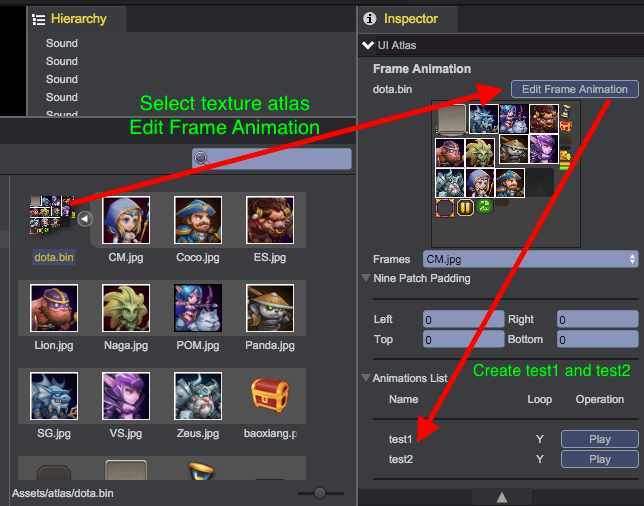 Hierarchy
Sound
Sound
Sound
Sound
Sound
Select texture atlas
Edit Frame Animation
dota.bin
CM.jpg
Coco.jpg
ES.jpg
Lion.jpg
Naga.jpg
POM.jpg
Panda.jpg
SG.jpg
VS.jpg
Zeus.jpg
baoxiang.p
Assets/atlas/dota.bin
Inspector
UI Atlas
Frame Animation
dota.bin
Edit Frame Animation
Frames
CM.jpg
Nine Patch Padding
Left 0 Right 0
Top 0 Bottom 0
Animations List
Create test1 and test2
Name Loop Operation
test1 Y Play
test2 Y Play